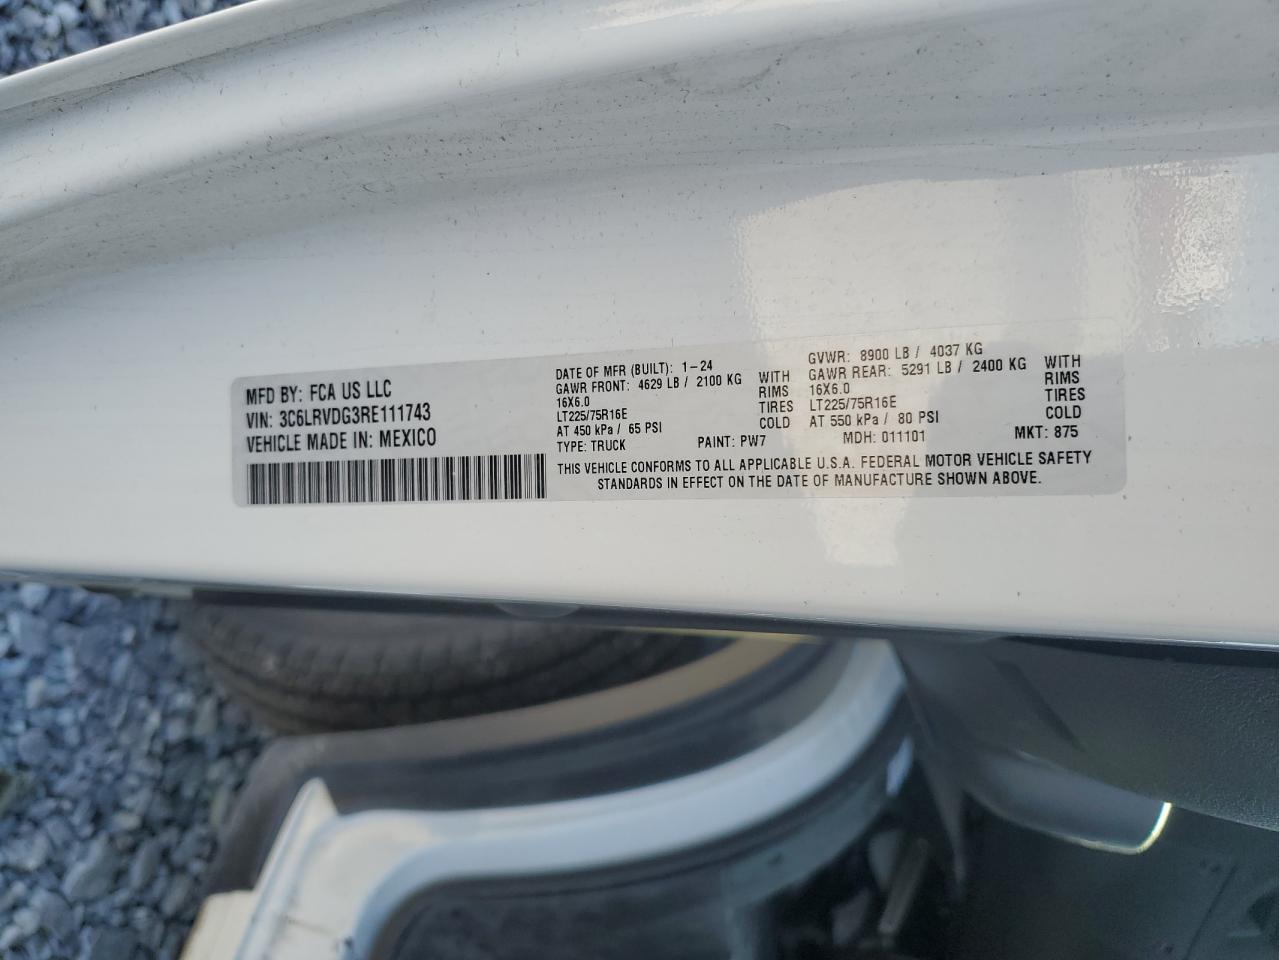 MFD BY: FCA US LLC
VIN: 3C6LRVDG3RE111743
VEHICLE MADE IN: MEXICO
DATE OF MFR (BUILT): 1-24
GAWR FRONT: 4629 LB / 2100 KG WITH
16X6.0 RIMS
LT225/75R16E TIRES
AT 450 kPa / 65 PSI COLD
TYPE: TRUCK PAINT: PW7
GVWR: 8900 LB / 4037 KG
GAWR REAR: 5291 LB / 2400 KG WITH
16X6.0 RIMS
LT225/75R16E TIRES
AT 550 kPa / 80 PSI COLD
MDH: 011101 MKT: 875
THIS VEHICLE CONFORMS TO ALL APPLICABLE U.S.A. FEDERAL MOTOR VEHICLE SAFETY
STANDARDS IN EFFECT ON THE DATE OF MANUFACTURE SHOWN ABOVE.